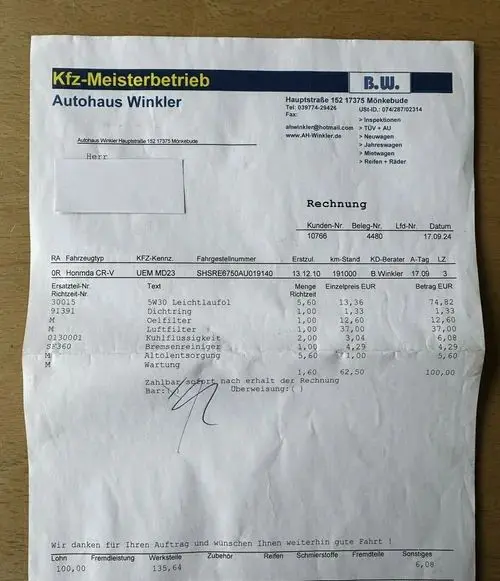 Kfz-Meisterbetrieb B.W.
Autohaus Winkler
Hauptstraße 152 17375 Mönkebude
Tel: 039774-29426 USt-ID.: 074/287/02314
Fax:
ahwinkler@hotmail.com
www.AH-Winkler.de
> Inspektionen
> TÜV + AU
> Neuwagen
> Jahreswagen
> Mietwagen
> Reifen + Räder
Autohaus Winkler Hauptstraße 152 17375 Mönkebude
Herr
Rechnung
Kunden-Nr. Beleg-Nr. Lfd-Nr. Datum
10766 4480 17.09.24
RA Fahrzeugtyp KFZ-Kennz. Fahrgestellnummer Erstzul. km-Stand KD-Berater A-Tag LZ
0R Honmda CR-V UEM MD23 SHSRE6750AU019140 13.12.10 191000 B.Winkler 17.09 3
Ersatzteil-Nr. Text Menge Einzelpreis EUR Betrag EUR
Richtzeit-Nr. Richtzeit
30015 5W30 Leichtlaufol 5,60 13,36 74,82
91391 Dichtring 1,00 1,33 1,33
M Oelfilter 1,00 12,60 12,60
M Luftfilter 1,00 37,00 37,00
0130001 Kuhlflussigkeit 2,00 3,04 6,08
SF360 Bremsenreiniger 1,00 4,29 4,29
M Altolentsorgung 5,60 1,00 5,60
M Wartung
1,60 62,50 100,00
Zahlbar sofort nach erhalt der Rechnung
Bar:( ) Uberweisung:( )
Wir danken für Ihren Auftrag und wünschen Ihnen weiterhin gute Fahrt !
Lohn Fremdleistung Werksteile Zubehör Reifen Schmierstoffe Fremdteile Sonstiges
100,00 135,64 6,08